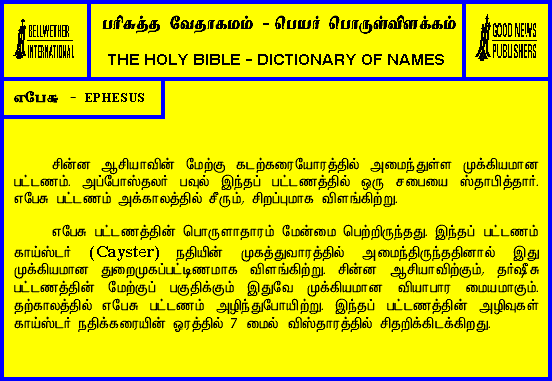 BELLWETHER
INTERNATIONAL
பரிசுத்த வேதாகமம் - பெயர் பொருள்விளக்கம்
THE HOLY BIBLE - DICTIONARY OF NAMES
GOOD NEWS
PUBLISHERS
எபேசு - EPHESUS
சின்ன ஆசியாவின் மேற்கு கடற்கரையோரத்தில் அமைந்துள்ள முக்கியமான
பட்டணம். அப்போஸ்தலர் பவுல் இந்தப் பட்டணத்தில் ஒரு சபையை ஸ்தாபித்தார்.
எபேசு பட்டணம் அக்காலத்தில் சீரும், சிறப்புமாக விளங்கிற்று.
எபேசு பட்டணத்தின் பொருளாதாரம் மேன்மை பெற்றிருந்தது. இந்தப் பட்டணம்
காய்ஸ்டர் (Cayster) நதியின் முகத்துவாரத்தில் அமைந்திருந்ததினால் இது
முக்கியமான துறைமுகப்பட்டிணமாக விளங்கிற்று. சின்ன ஆசியாவிற்கும், தர்ஷீசு
பட்டணத்தின் மேற்குப் பகுதிக்கும் இதுவே முக்கியமான வியாபார மையமாகும்.
தற்காலத்தில் எபேசு பட்டணம் அழிந்துபோயிற்று. இந்தப் பட்டணத்தின் அழிவுகள்
காய்ஸ்டர் நதிக்கரையின் ஓரத்தில் 7 மைல் விஸ்தாரத்தில் சிதறிக்கிடக்கிறது.